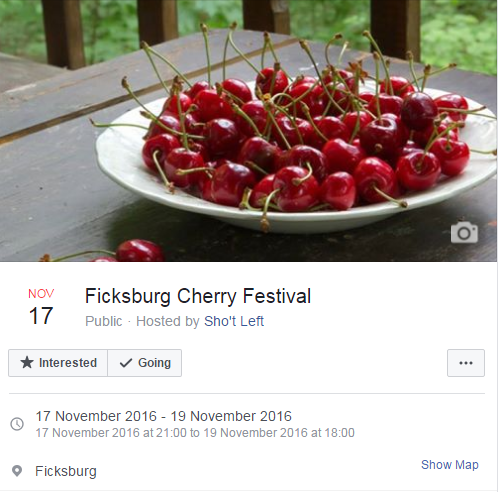 NOV
17
Ficksburg Cherry Festival
Public · Hosted by Sho't Left
Interested
Going
17 November 2016 - 19 November 2016
17 November 2016 at 21:00 to 19 November 2016 at 18:00
Ficksburg
Show Map